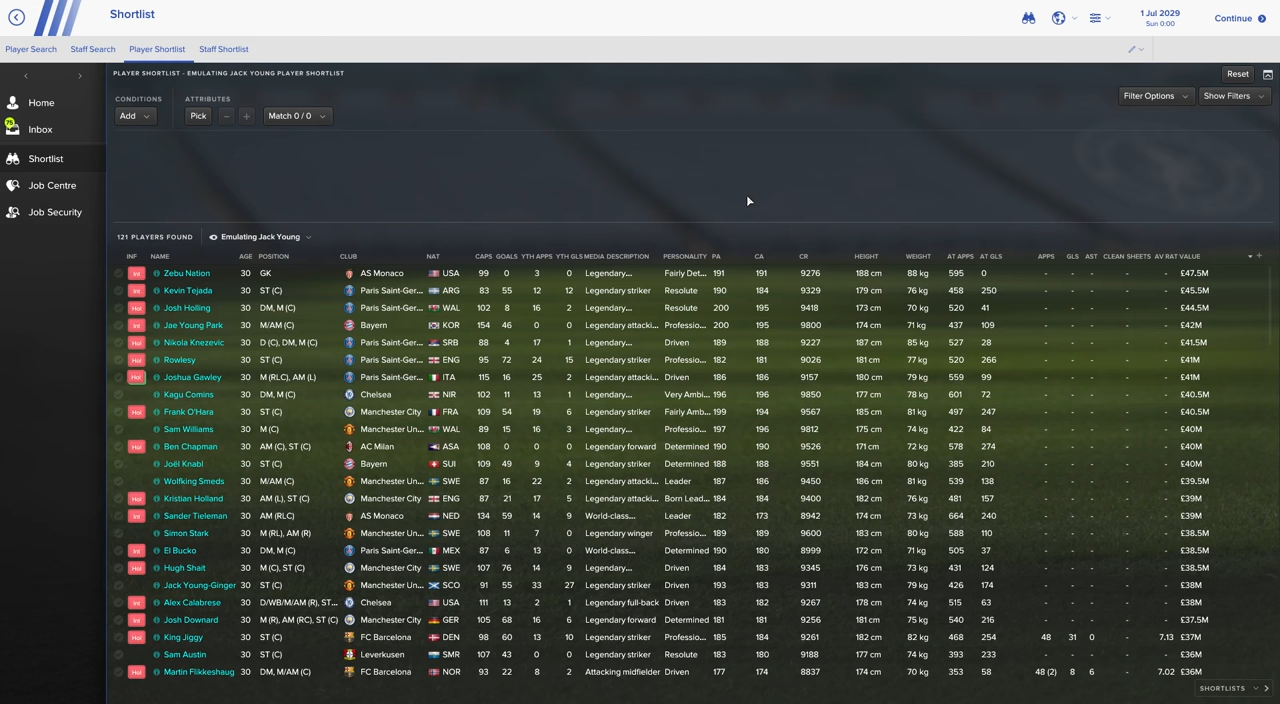 Shortlist
1 Jul 2029
Sun 0:00
Continue
Player Search Staff Search Player Shortlist Staff Shortlist
PLAYER SHORTLIST - EMULATING JACK YOUNG PLAYER SHORTLIST
Reset
Home
75
Inbox
Shortlist
Job Centre
Job Security
CONDITIONS ATTRIBUTES
Filter Options Show Filters
Add Pick − + Match 0 / 0
121 PLAYERS FOUND Emulating Jack Young
INF NAME AGE POSITION CLUB NAT CAPS GOALS YTH APPS YTH GLS MEDIA DESCRIPTION PERSONALITY PA CA CR HEIGHT WEIGHT AT APPS AT GLS APPS GLS AST CLEAN SHEETS AV RAT VALUE
Int Zebu Nation 30 GK AS Monaco USA 99 0 3 0 Legendary... Fairly Det... 191 191 9276 188 cm 88 kg 595 0 - - - - - £47.5M
Int Kevin Tejada 30 ST (C) Paris Saint-Ger... ARG 83 55 12 12 Legendary striker Resolute 190 184 9329 179 cm 76 kg 458 250 - - - - - £45.5M
Hol Josh Holling 30 DM, M (C) Paris Saint-Ger... WAL 102 8 16 2 Legendary... Resolute 200 195 9418 173 cm 70 kg 520 41 - - - - - £44.5M
Int Jae Young Park 30 M/AM (C) Bayern KOR 154 46 0 0 Legendary attacki... Professio... 200 195 9800 174 cm 71 kg 437 109 - - - - - £42M
Hol Nikola Knezevic 30 D (C), DM, M (C) Paris Saint-Ger... SRB 88 4 17 1 Legendary... Driven 189 188 9227 187 cm 85 kg 527 28 - - - - - £41.5M
Hol Rowlesy 30 ST (C) Paris Saint-Ger... ENG 95 72 24 15 Legendary striker Professio... 182 181 9026 181 cm 77 kg 520 266 - - - - - £41M
Hol Joshua Gawley 30 M (RLC), AM (L) Paris Saint-Ger... ITA 115 16 25 2 Legendary attacki... Driven 186 186 9157 180 cm 79 kg 559 99 - - - - - £41M
Kagu Comins 30 DM, M (C) Chelsea NIR 102 11 13 1 Legendary... Very Ambi... 196 196 9850 177 cm 78 kg 601 72 - - - - - £40.5M
Hol Frank O'Hara 30 ST (C) Manchester City FRA 109 54 19 6 Legendary striker Fairly Amb... 199 194 9567 185 cm 81 kg 497 247 - - - - - £40.5M
Sam Williams 30 M (C) Manchester Un... WAL 89 15 16 3 Legendary... Professio... 197 196 9812 175 cm 74 kg 422 84 - - - - - £40M
Hol Ben Chapman 30 AM (C), ST (C) AC Milan ASA 108 0 0 0 Legendary forward Determined 190 190 9526 171 cm 72 kg 578 274 - - - - - £40M
Joël Knabl 30 ST (C) Bayern SUI 109 49 9 4 Legendary striker Determined 188 188 9551 184 cm 80 kg 385 210 - - - - - £40M
Wolfking Smeds 30 M/AM (C) Manchester Un... SWE 87 16 22 2 Legendary attacki... Leader 187 186 9450 186 cm 81 kg 539 138 - - - - - £39.5M
Hol Kristian Holland 30 AM (L), ST (C) Manchester City ENG 87 21 17 5 Legendary attacki... Born Lead... 184 184 9400 182 cm 76 kg 481 157 - - - - - £39M
Int Sander Tieleman 30 AM (RLC) AS Monaco NED 134 59 14 9 World-class... Leader 182 173 8942 174 cm 73 kg 664 240 - - - - - £39M
Simon Stark 30 M (RL), AM (R) Manchester Un... SWE 108 11 7 0 Legendary winger Professio... 189 189 9600 183 cm 80 kg 588 110 - - - - - £38.5M
Int El Bucko 30 DM, M (C) Paris Saint-Ger... MEX 87 6 13 0 World-class... Determined 190 180 8999 172 cm 71 kg 505 37 - - - - - £38.5M
Hol Hugh Shait 30 M (C), ST (C) Manchester City SWE 107 76 14 9 Legendary... Driven 184 183 9345 176 cm 73 kg 431 124 - - - - - £38.5M
Jack Young-Ginger 30 ST (C) Manchester Un... SCO 91 55 33 27 Legendary striker Driven 193 183 9311 183 cm 79 kg 426 174 - - - - - £38M
Int Alex Calabrese 30 D/WB/M/AM (R), ST... Chelsea USA 111 13 2 1 Legendary full-back Driven 183 182 9267 178 cm 74 kg 515 63 - - - - - £38M
Int Josh Downard 30 M (R), AM (RC), ST (C) Manchester City GER 105 68 16 6 Legendary forward Determined 181 181 9256 181 cm 75 kg 540 216 - - - - - £37.5M
Hol King Jiggy 30 ST (C) FC Barcelona DEN 98 60 13 10 Legendary striker Professio... 185 184 9261 182 cm 82 kg 468 254 48 31 0 - 7.13 £37M
Sam Austin 30 ST (C) Leverkusen SMR 107 43 0 0 Legendary striker Resolute 183 180 9188 177 cm 74 kg 393 233 - - - - - £36M
Hol Martin Flikkeshaug 30 DM, M/AM (C) FC Barcelona NOR 93 22 8 2 Attacking midfielder Driven 177 174 8837 174 cm 70 kg 353 58 48 (2) 8 6 - 7.02 £36M
SHORTLISTS